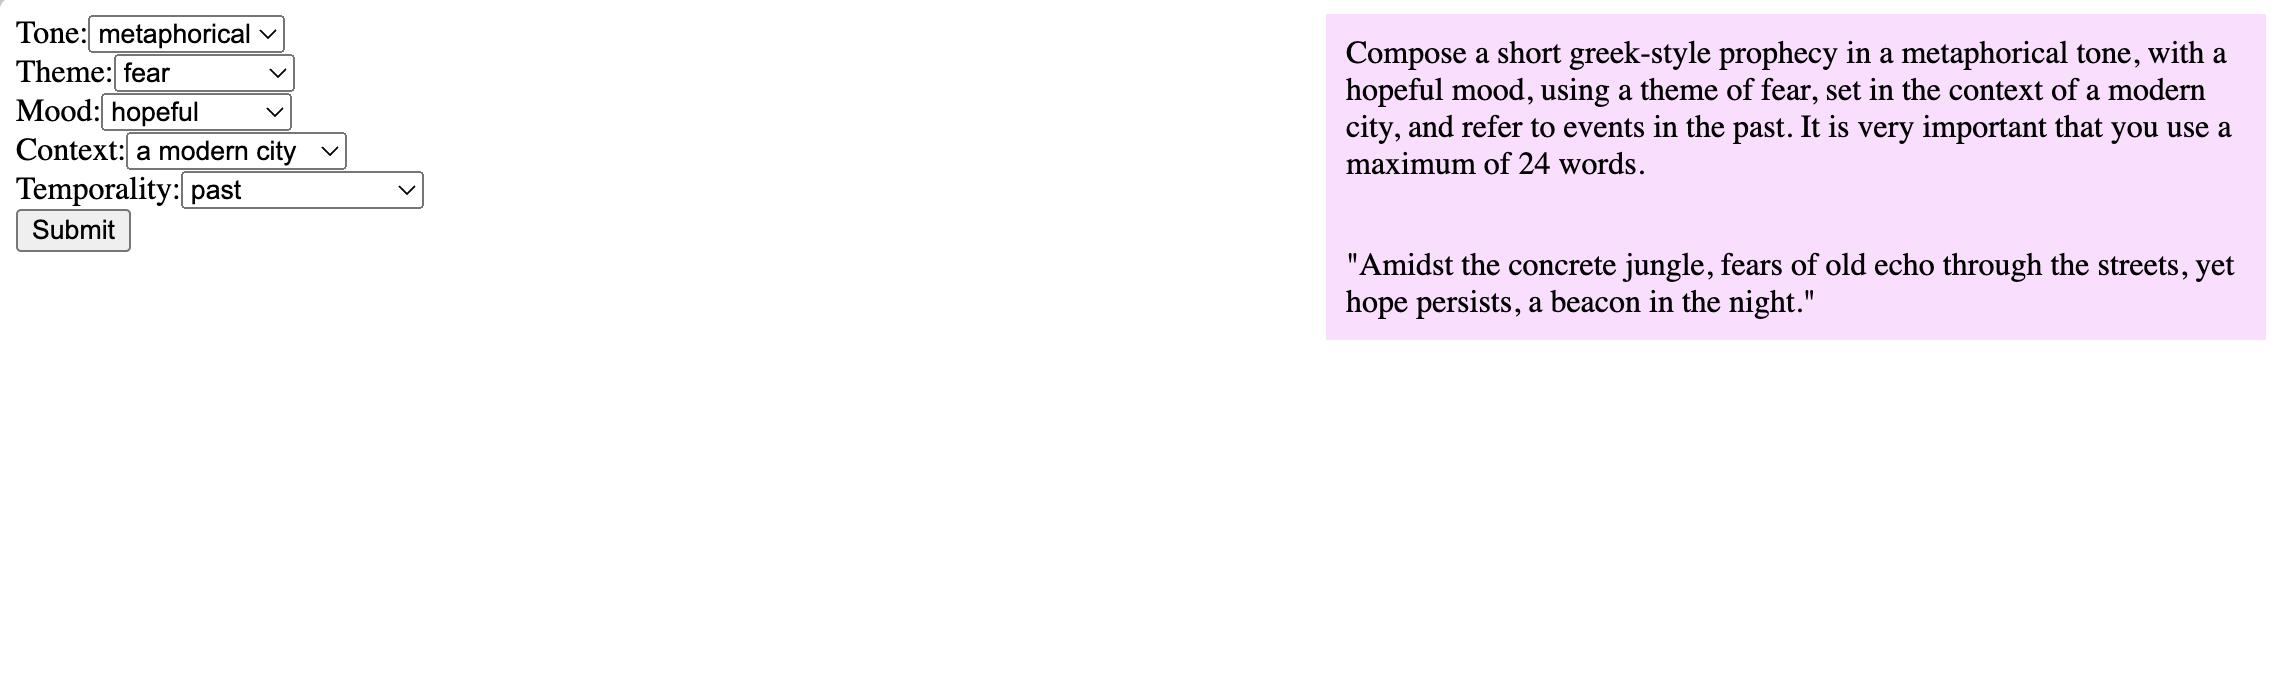 Tone: metaphorical
Theme: fear
Mood: hopeful
Context: a modern city
Temporality: past
Submit
Compose a short greek-style prophecy in a metaphorical tone, with a
hopeful mood, using a theme of fear, set in the context of a modern
city, and refer to events in the past. It is very important that you use a
maximum of 24 words.
"Amidst the concrete jungle, fears of old echo through the streets, yet
hope persists, a beacon in the night."